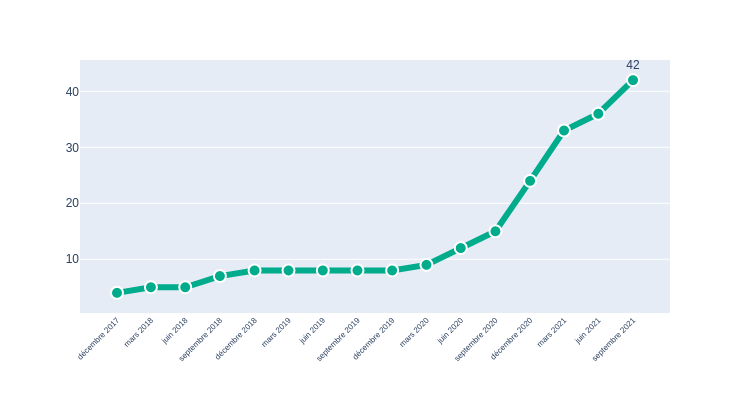 42
40
30
20
10
décembre 2017
mars 2018
juin 2018
septembre 2018
décembre 2018
mars 2019
juin 2019
septembre 2019
décembre 2019
mars 2020
juin 2020
septembre 2020
décembre 2020
mars 2021
juin 2021
septembre 2021